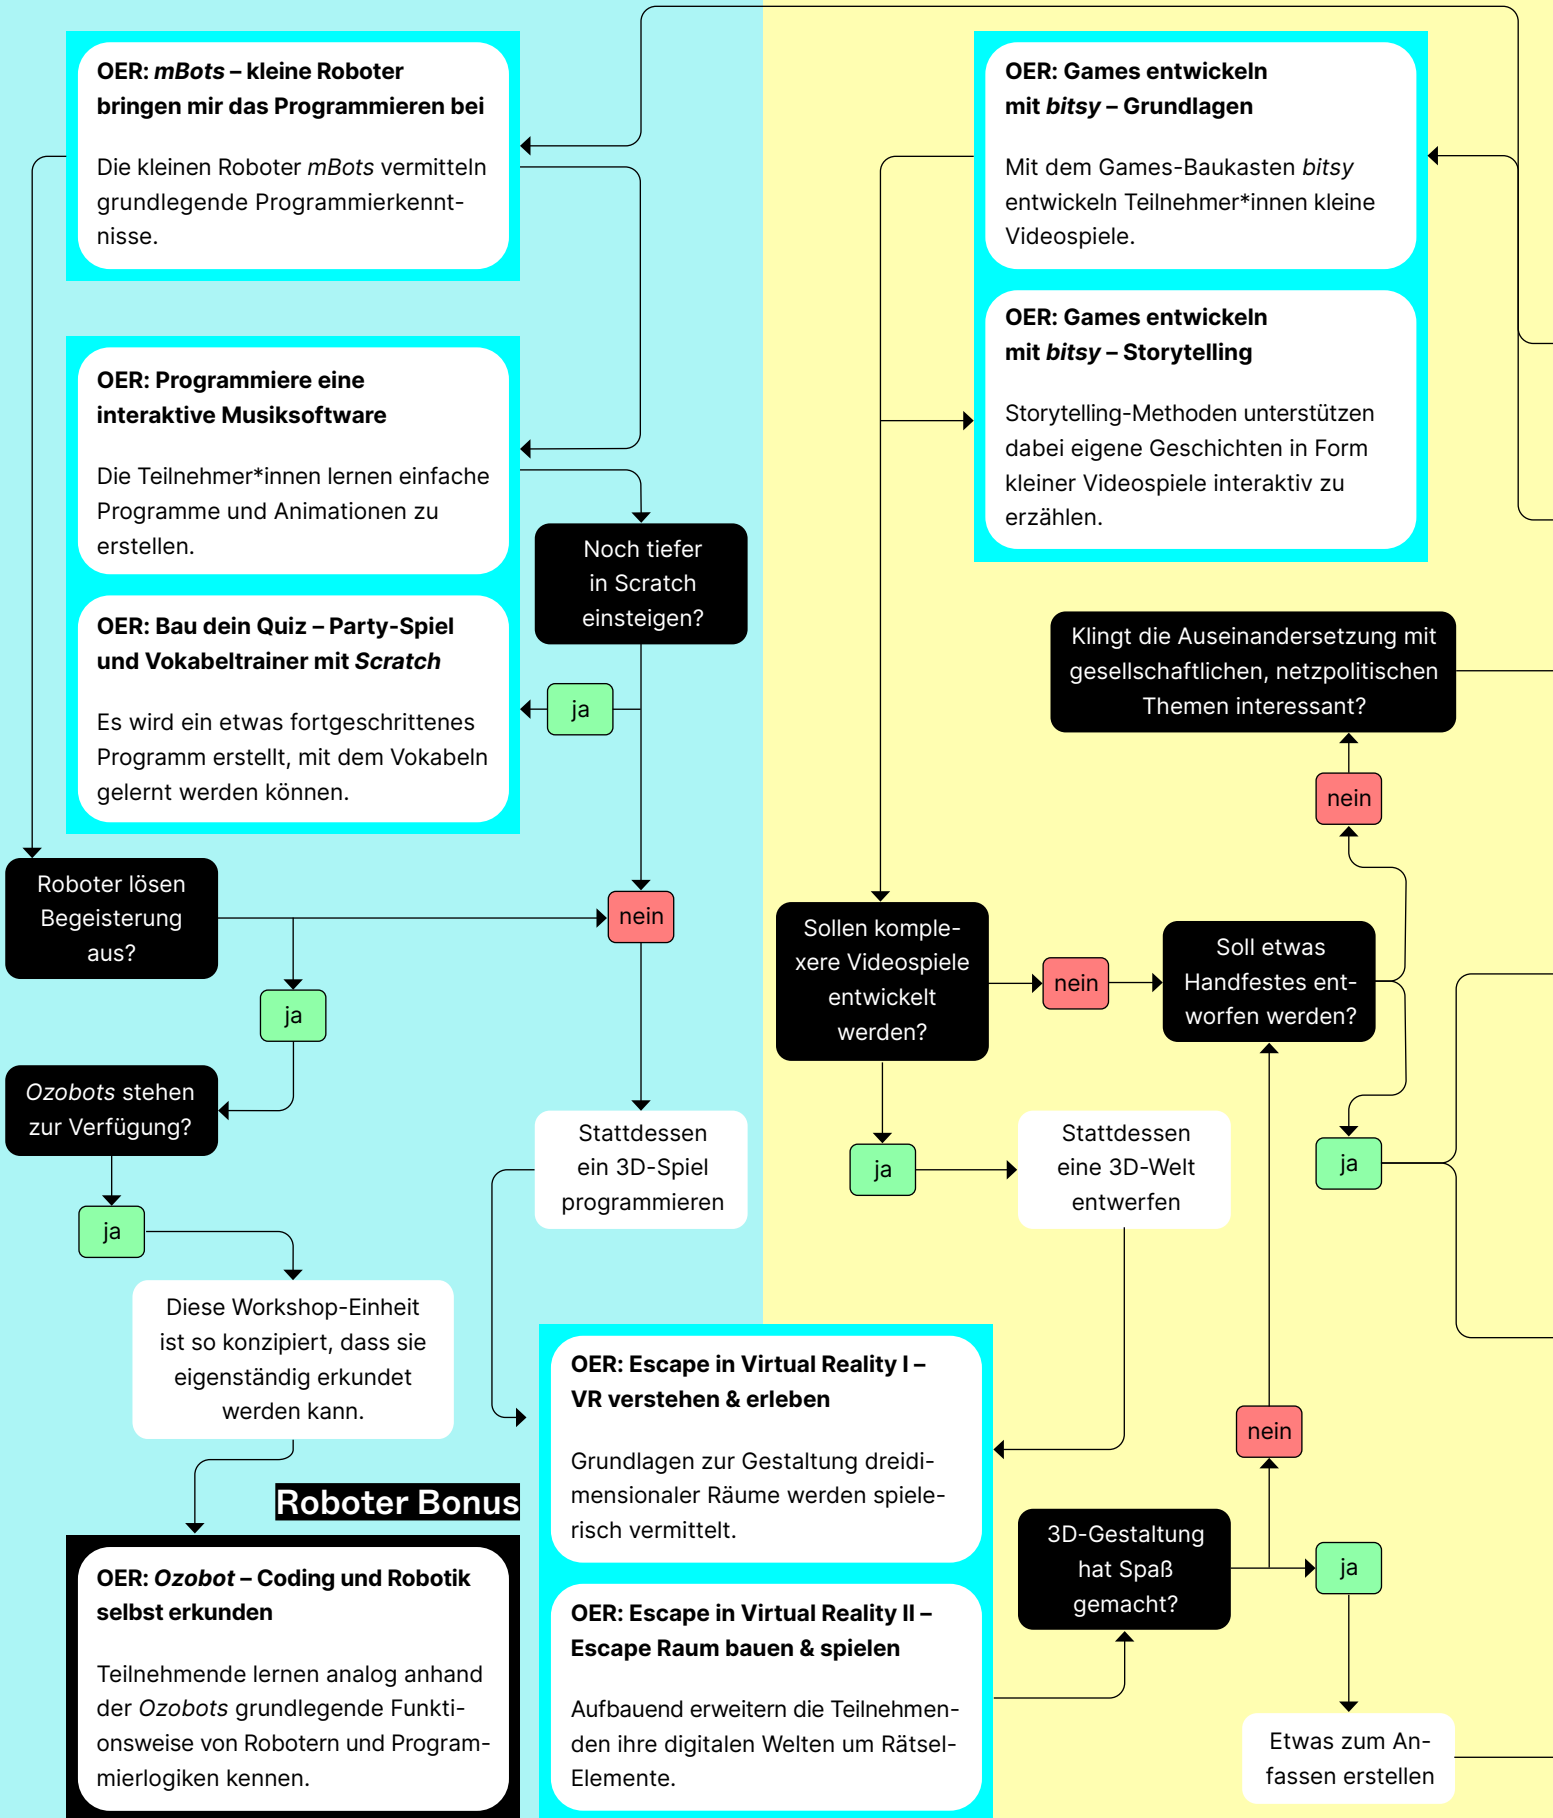 OER: mBots – kleine Roboter
bringen mir das Programmieren bei
Die kleinen Roboter mBots vermitteln
grundlegende Programmierkennt-
nisse.
OER: Programmiere eine
interaktive Musiksoftware
Die Teilnehmer*innen lernen einfache
Programme und Animationen zu
erstellen.
Noch tiefer
in Scratch
einsteigen?
OER: Bau dein Quiz – Party-Spiel
und Vokabeltrainer mit Scratch
Es wird ein etwas fortgeschrittenes
Programm erstellt, mit dem Vokabeln
gelernt werden können.
ja
Roboter lösen
Begeisterung
aus?
nein
ja
Ozobots stehen
zur Verfügung?
ja
Stattdessen
ein 3D-Spiel
programmieren
Diese Workshop-Einheit
ist so konzipiert, dass sie
eigenständig erkundet
werden kann.
Roboter Bonus
OER: Ozobot – Coding und Robotik
selbst erkunden
Teilnehmende lernen analog anhand
der Ozobots grundlegende Funkti-
onsweise von Robotern und Program-
mierlogiken kennen.
OER: Games entwickeln
mit bitsy – Grundlagen
Mit dem Games-Baukasten bitsy
entwickeln Teilnehmer*innen kleine
Videospiele.
OER: Games entwickeln
mit bitsy – Storytelling
Storytelling-Methoden unterstützen
dabei eigene Geschichten in Form
kleiner Videospiele interaktiv zu
erzählen.
Klingt die Auseinandersetzung mit
gesellschaftlichen, netzpolitischen
Themen interessant?
nein
Sollen komple-
xere Videospiele
entwickelt
werden?
nein
Soll etwas
Handfestes ent-
worfen werden?
ja
Stattdessen
eine 3D-Welt
entwerfen
ja
OER: Escape in Virtual Reality I –
VR verstehen & erleben
Grundlagen zur Gestaltung dreidi-
mensionaler Räume werden spiele-
risch vermittelt.
OER: Escape in Virtual Reality II –
Escape Raum bauen & spielen
Aufbauend erweitern die Teilnehmen-
den ihre digitalen Welten um Rätsel-
Elemente.
nein
3D-Gestaltung
hat Spaß
gemacht?
ja
Etwas zum An-
fassen erstellen